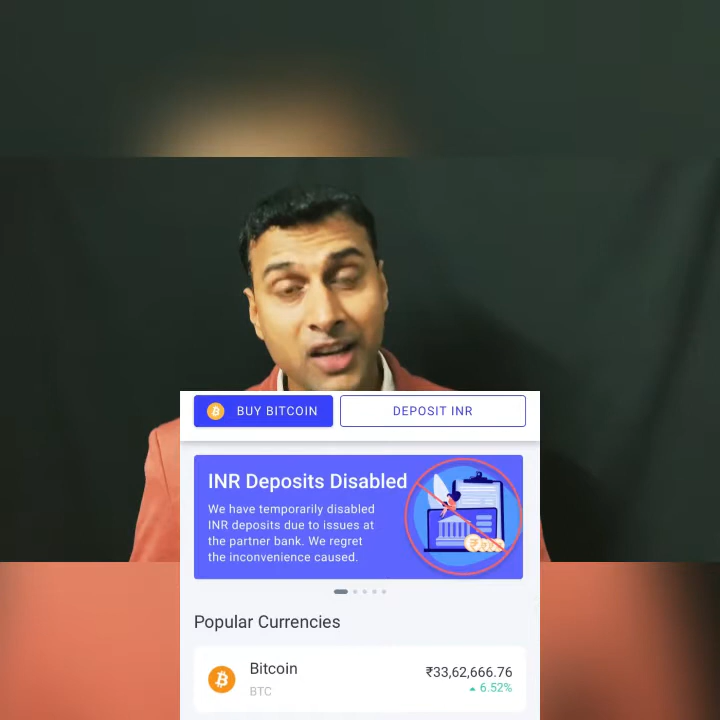 BUY BITCOIN
DEPOSIT INR
INR Deposits Disabled
We have temporarily disabled
INR deposits due to issues at
the partner bank. We regret
the inconvenience caused.
Popular Currencies
Bitcoin
₹33,62,666.76
BTC
6.52%